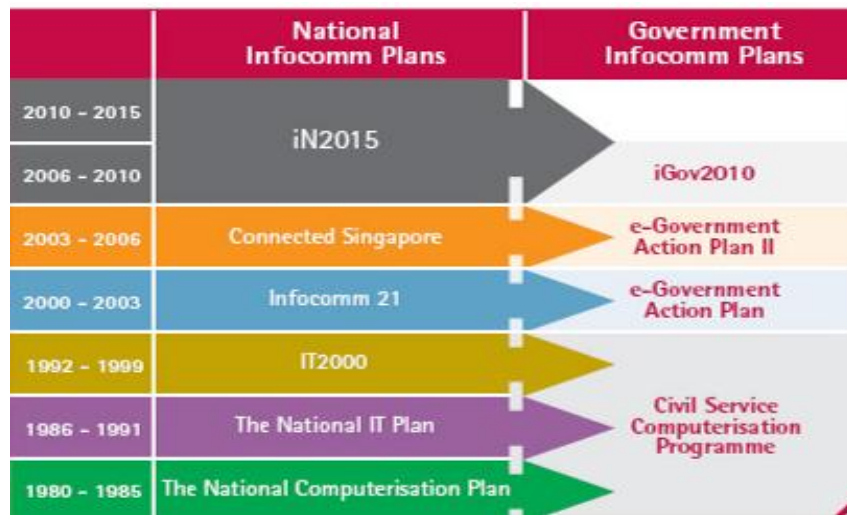 National
Infocomm Plans
Government
Infocomm Plans
2010 - 2015
iN2015
2006 - 2010
iGov2010
2003 - 2006
Connected Singapore
e-Government
Action Plan II
2000 - 2003
Infocomm 21
e-Government
Action Plan
1992 - 1999
IT2000
1986 - 1991
The National IT Plan
Civil Service
Computerisation
Programme
1980 - 1985
The National Computerisation Plan